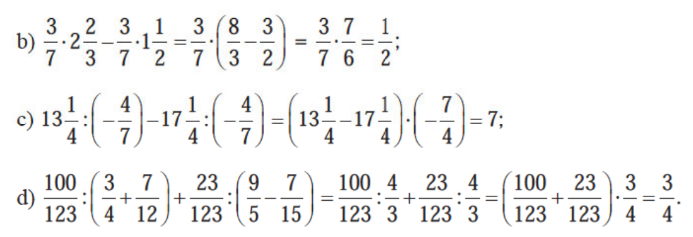 b) 3/7 · 2 2/3 − 3/7 · 1 1/2 = 3/7 · (8/3 − 3/2) = 3/7 · 7/6 = 1/2;
c) 13 1/4 : (− 4/7) − 17 1/4 : (− 4/7) = (13 1/4 − 17 1/4) · (− 7/4) = 7;
d) 100/123 : (3/4 + 7/12) + 23/123 : (9/5 − 7/15) = 100/123 : 4/3 + 23/123 : 4/3 = (100/123 + 23/123) · 3/4 = 3/4.